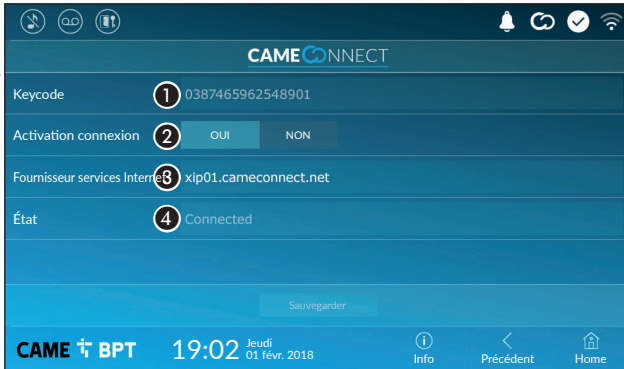 CAMECONNECT
Keycode 1 0387465962548901
Activation connexion 2 OUI NON
Fournisseur services Internet 3 xip01.cameconnect.net
État 4 Connected
Sauvegarder
CAME BPT 19:02 Jeudi
01 févr. 2018
Info Précédent Home